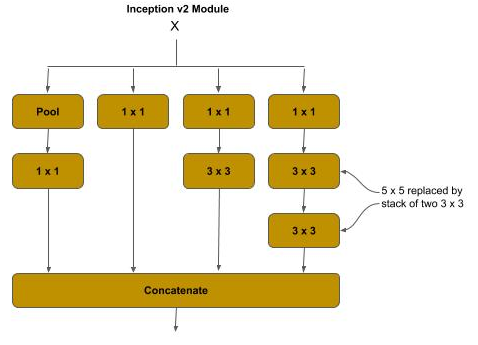 Inception v2 Module
X
Pool
1 x 1
1 x 1
1 x 1
1 x 1
3 x 3
3 x 3
5 x 5 replaced by
stack of two 3 x 3
3 x 3
Concatenate